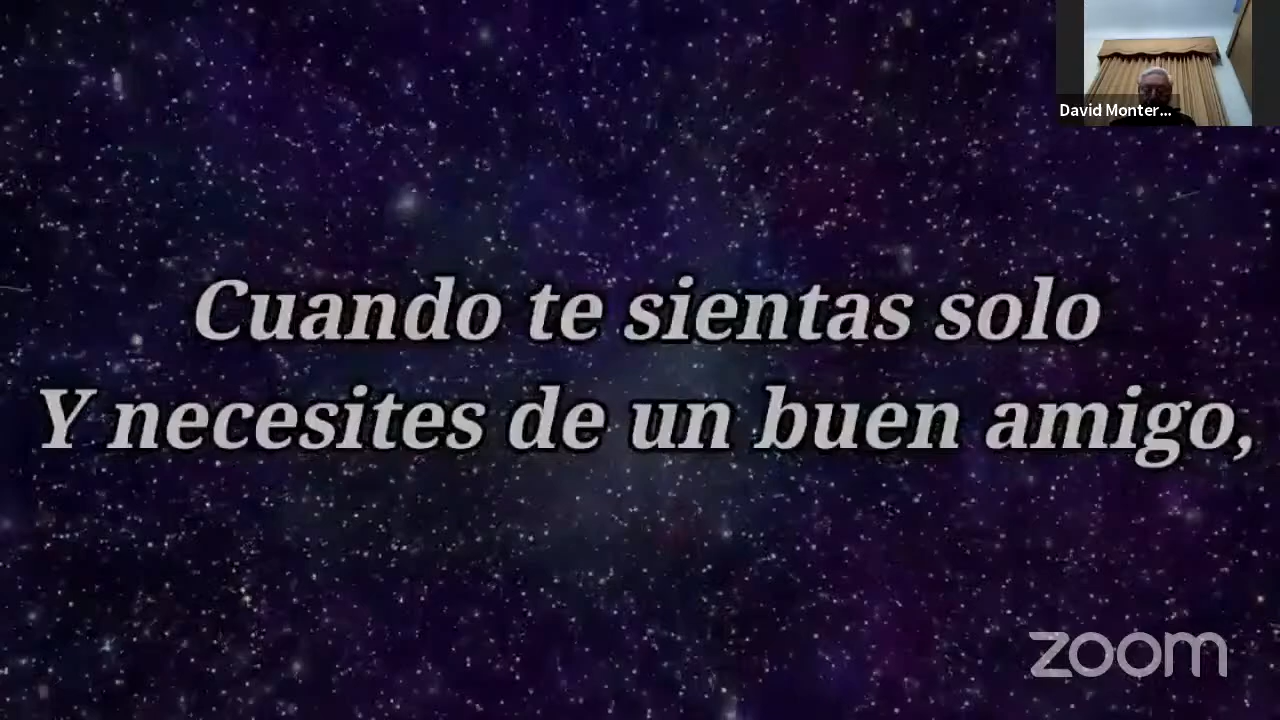 David Monter...
Cuando te sientas solo
Y necesites de un buen amigo,
zoom